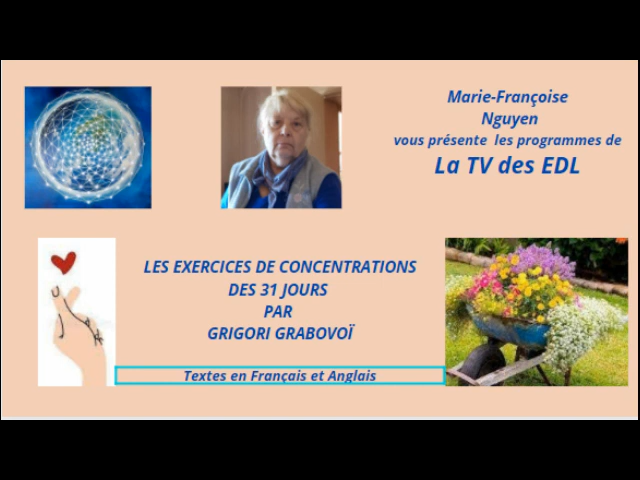 Marie-Françoise
Nguyen
vous présente les programmes de
La TV des EDL
LES EXERCICES DE CONCENTRATIONS
DES 31 JOURS
PAR
GRIGORI GRABOVOÏ
Textes en Français et Anglais